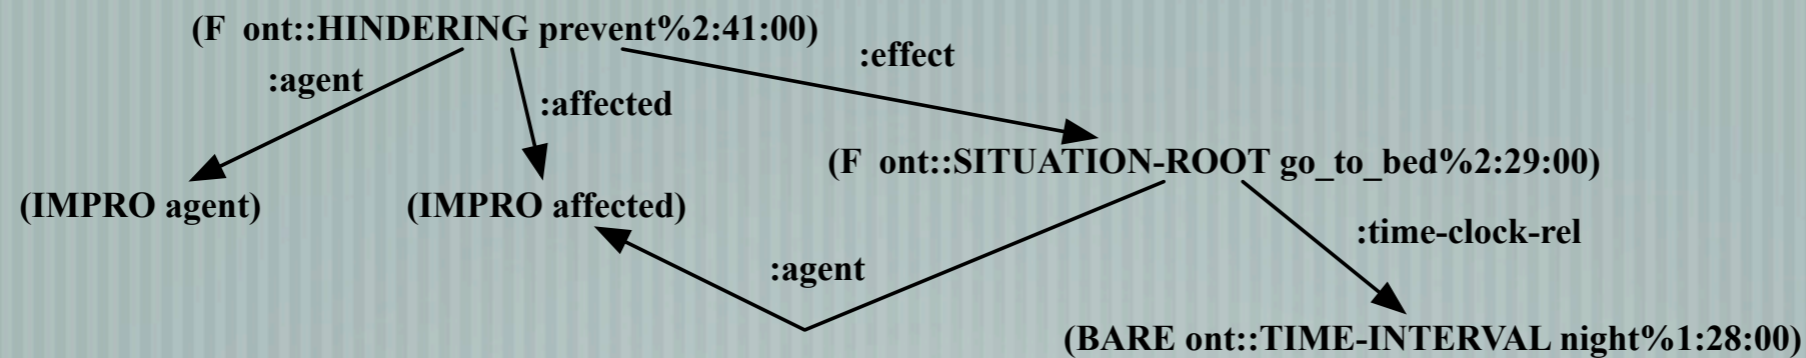 (F ont::HINDERING prevent%2:41:00)
:effect
:agent
:affected
(F ont::SITUATION-ROOT go_to_bed%2:29:00)
(IMPRO agent)
(IMPRO affected)
:time-clock-rel
:agent
(BARE ont::TIME-INTERVAL night%1:28:00)